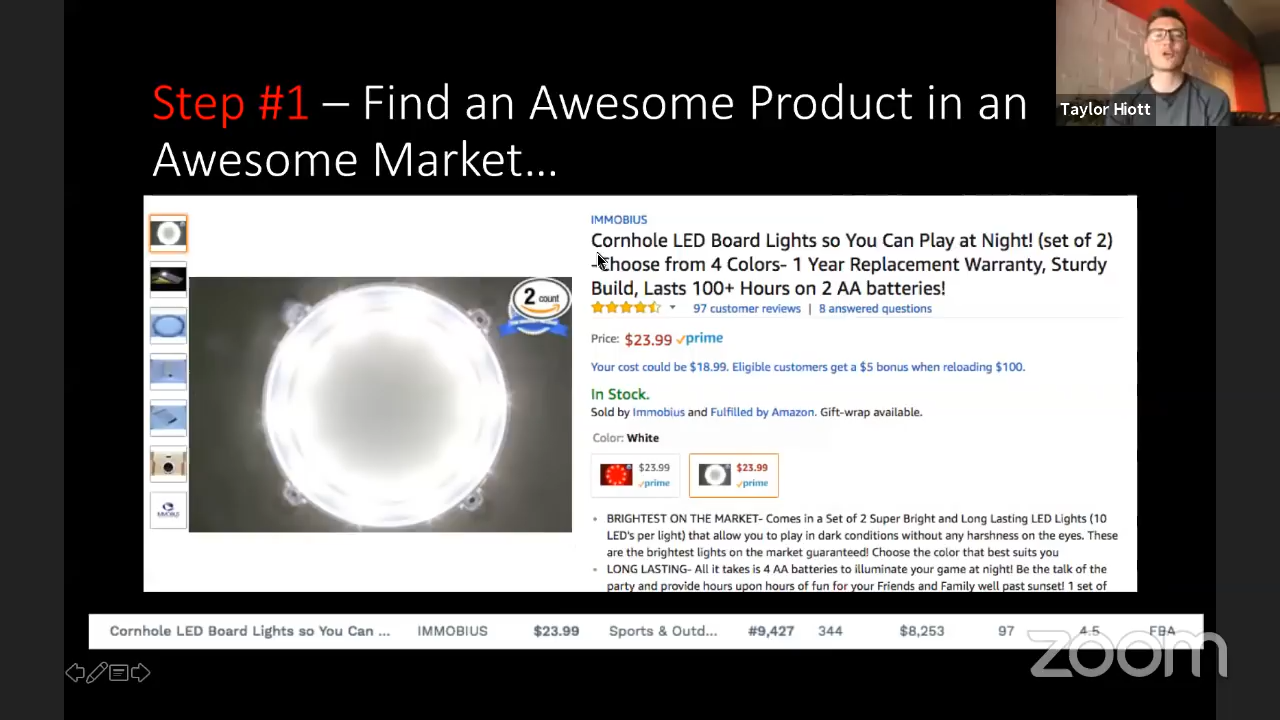 Step #1 – Find an Awesome Product in an
Awesome Market...
Taylor Hiott
IMMOBIUS
Cornhole LED Board Lights so You Can Play at Night! (set of 2)
-Choose from 4 Colors- 1 Year Replacement Warranty, Sturdy
Build, Lasts 100+ Hours on 2 AA batteries!
97 customer reviews | 8 answered questions
2 count
Price: $23.99 prime
Your cost could be $18.99. Eligible customers get a $5 bonus when reloading $100.
In Stock.
Sold by Immobius and Fulfilled by Amazon. Gift-wrap available.
Color: White
$23.99 prime
$23.99 prime
• BRIGHTEST ON THE MARKET- Comes in a Set of 2 Super Bright and Long Lasting LED Lights (10
LED's per light) that allow you to play in dark conditions without any harshness on the eyes. These
are the brightest lights on the market guaranteed! Choose the color that best suits you
• LONG LASTING- All it takes is 4 AA batteries to illuminate your game at night! Be the talk of the
party and provide hours upon hours of fun for your Friends and Family well past sunset! 1 set of
Cornhole LED Board Lights so You Can ... IMMOBIUS $23.99 Sports & Outd... #9,427 344 $8,253 97 4.5 FBA
zoom